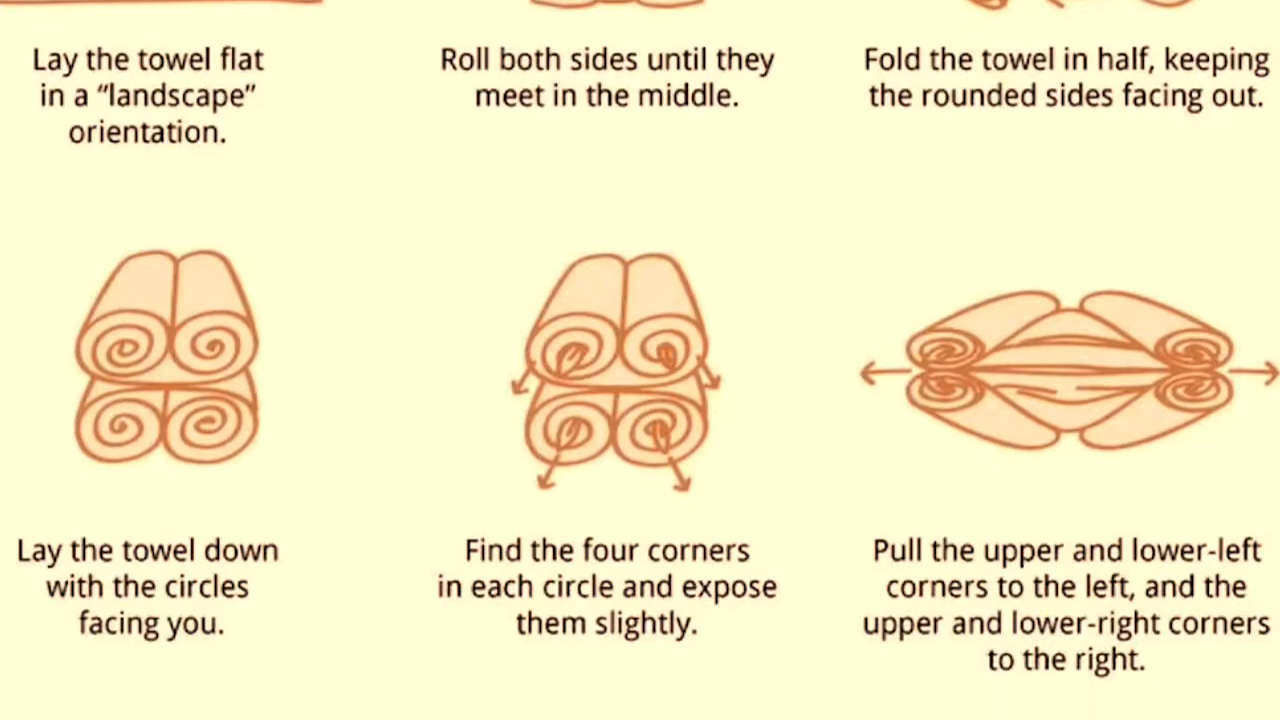 Lay the towel flat
in a “landscape”
orientation.
Roll both sides until they
meet in the middle.
Fold the towel in half, keeping
the rounded sides facing out.
Lay the towel down
with the circles
facing you.
Find the four corners
in each circle and expose
them slightly.
Pull the upper and lower-left
corners to the left, and the
upper and lower-right corners
to the right.